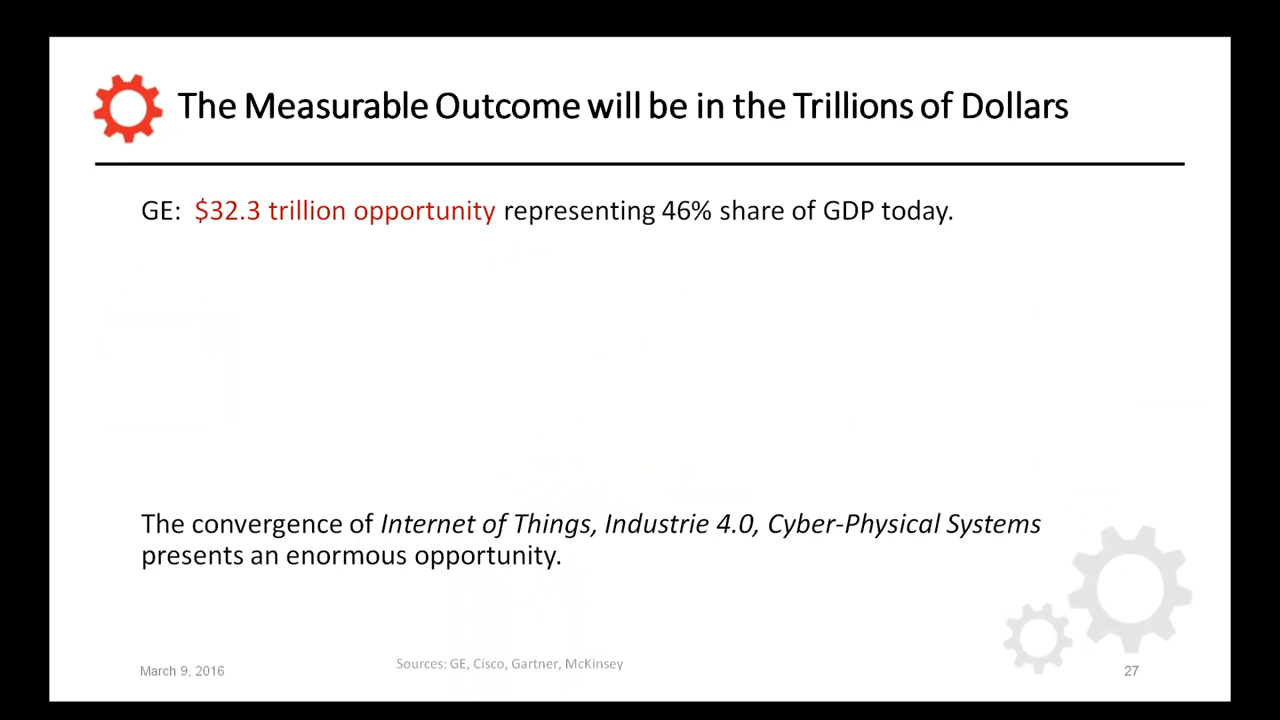 The Measurable Outcome will be in the Trillions of Dollars
GE: $32.3 trillion opportunity representing 46% share of GDP today.
The convergence of Internet of Things, Industrie 4.0, Cyber-Physical Systems
presents an enormous opportunity.
March 9, 2016
Sources: GE, Cisco, Gartner, McKinsey
27